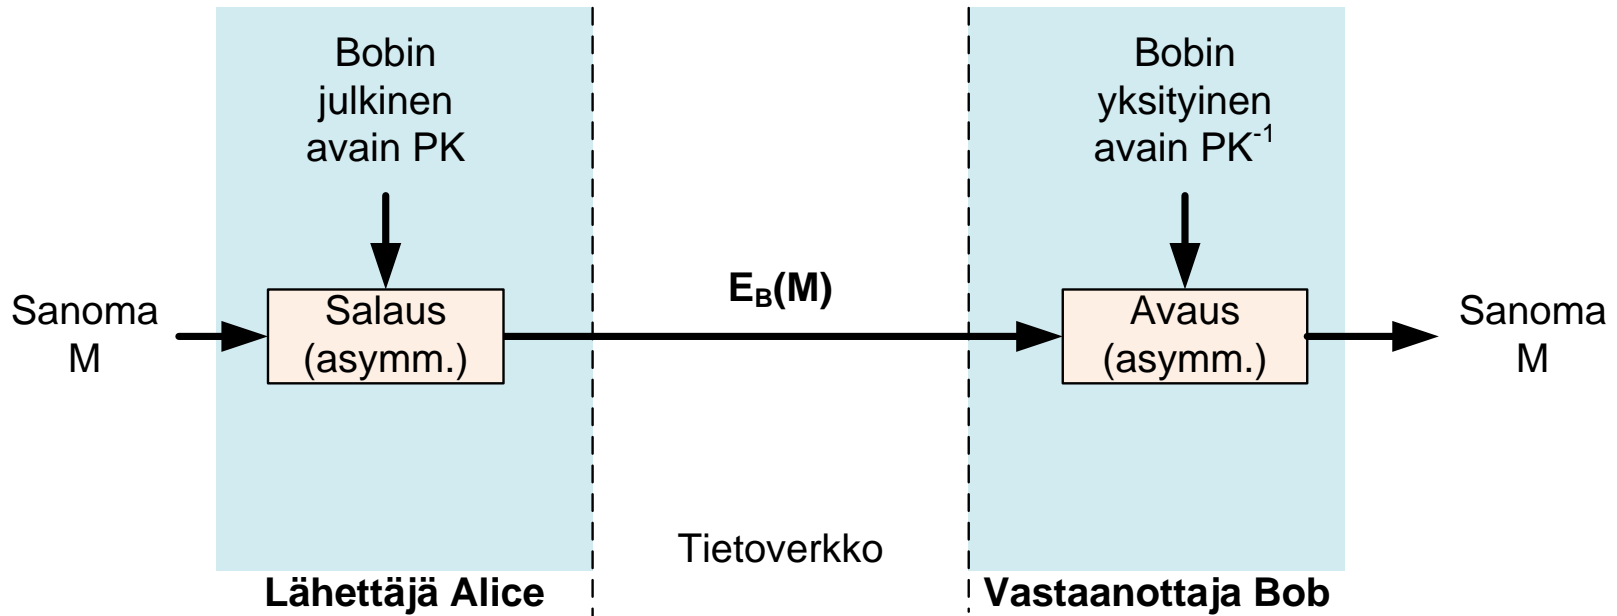 Bobin
julkinen
avain PK
Bobin
yksityinen
avain PK⁻¹
Sanoma
M
Salaus
(asymm.)
E_B(M)
Avaus
(asymm.)
Sanoma
M
Tietoverkko
Lähettäjä Alice
Vastaanottaja Bob